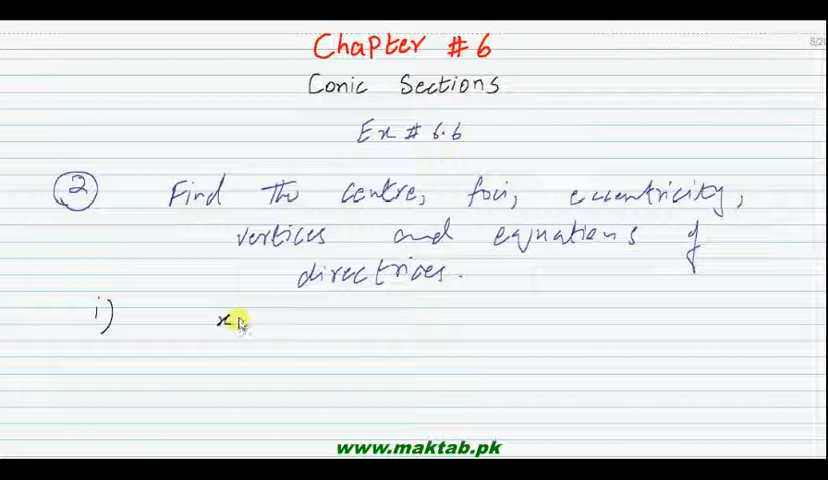 Chapter # 6
Conic Sections
Ex # 6.6
2 Find the centre, foci, eccentricity,
vertices and equations of
directrices.
i) x
www.maktab.pk